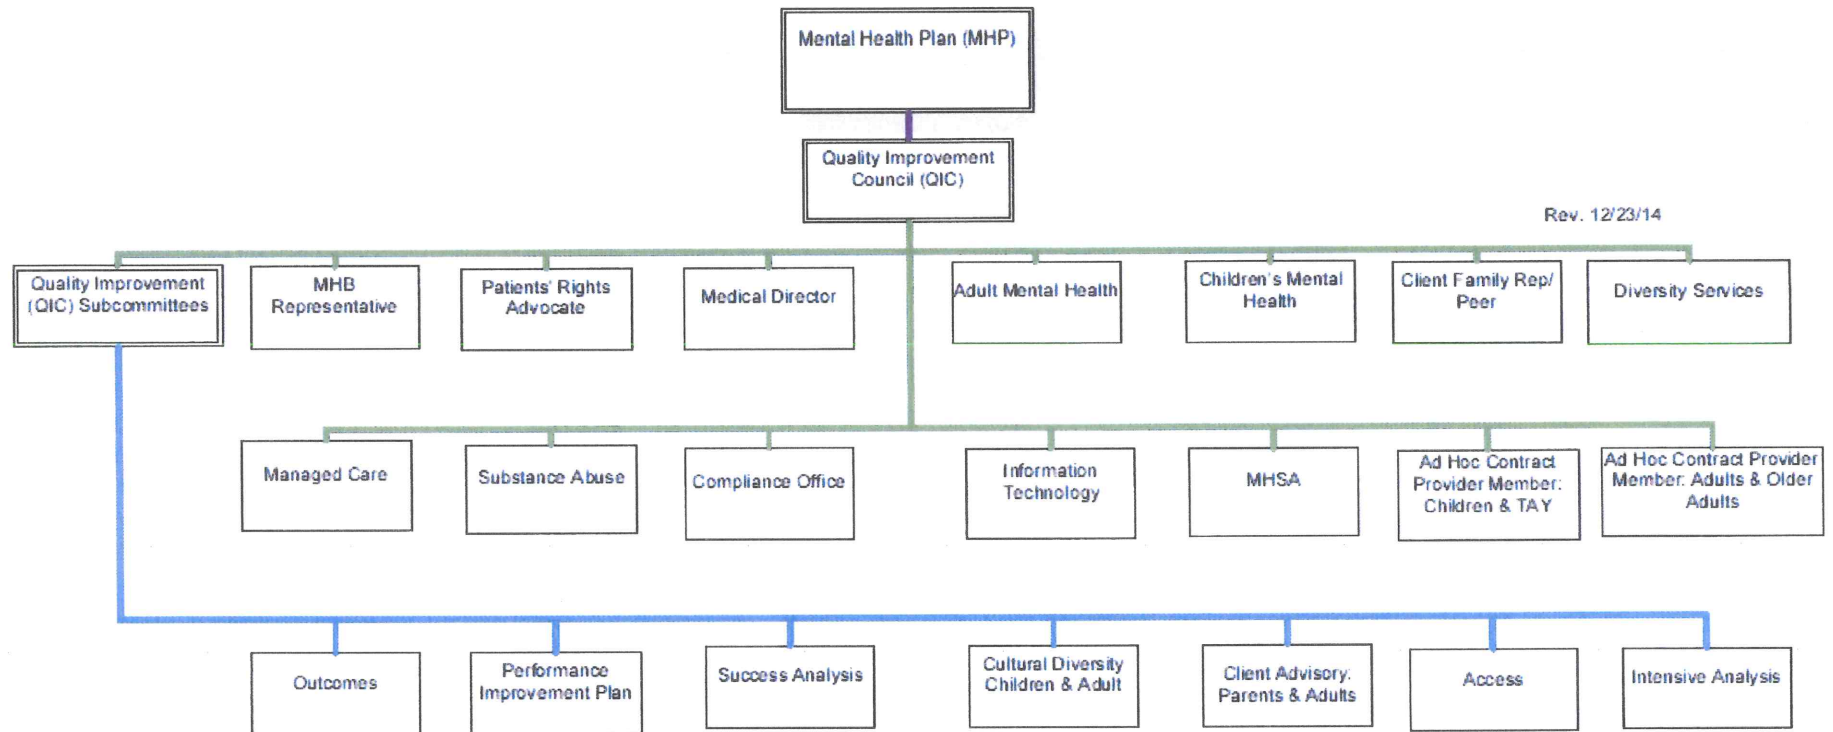 Mental Health Plan (MHP)
Quality Improvement
Council (QIC)
Rev. 12/23/14
Quality Improvement
(QIC) Subcommittees
MHB
Representative
Patients' Rights
Advocate
Medical Director
Adult Mental Health
Children's Mental
Health
Client Family Rep/
Peer
Diversity Services
Managed Care
Substance Abuse
Compliance Office
Information
Technology
MHSA
Ad Hoc Contract
Provider Member:
Children & TAY
Ad Hoc Contract Provider
Member: Adults & Older
Adults
Outcomes
Performance
Improvement Plan
Success Analysis
Cultural Diversity
Children & Adult
Client Advisory:
Parents & Adults
Access
Intensive Analysis